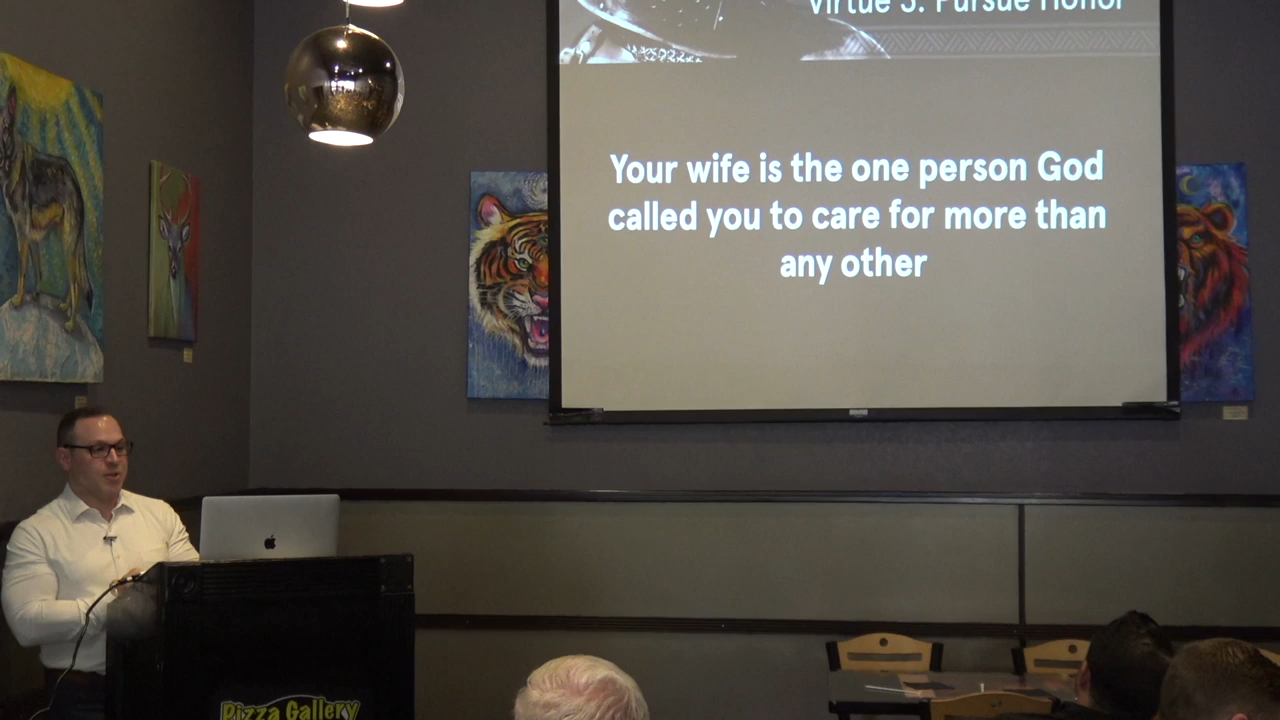 Virtue 3: Pursue Honor
Your wife is the one person God
called you to care for more than
any other
Pizza Gallery